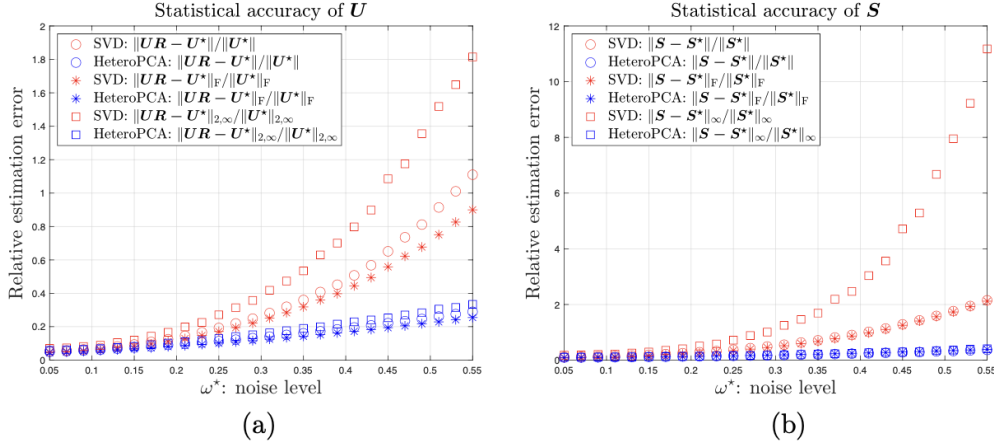 Statistical accuracy of U
2
1.8
1.6
1.4
1.2
1
0.8
0.6
0.4
0.2
0
Relative estimation error
SVD: ‖UR − U⋆‖/‖U⋆‖
HeteroPCA: ‖UR − U⋆‖/‖U⋆‖
SVD: ‖UR − U⋆‖F/‖U⋆‖F
HeteroPCA: ‖UR − U⋆‖F/‖U⋆‖F
SVD: ‖UR − U⋆‖2,∞/‖U⋆‖2,∞
HeteroPCA: ‖UR − U⋆‖2,∞/‖U⋆‖2,∞
0.05 0.1 0.15 0.2 0.25 0.3 0.35 0.4 0.45 0.5 0.55
ω⋆: noise level
(a)
Statistical accuracy of S
12
10
8
6
4
2
0
Relative estimation error
SVD: ‖S − S⋆‖/‖S⋆‖
HeteroPCA: ‖S − S⋆‖/‖S⋆‖
SVD: ‖S − S⋆‖F/‖S⋆‖F
HeteroPCA: ‖S − S⋆‖F/‖S⋆‖F
SVD: ‖S − S⋆‖∞/‖S⋆‖∞
HeteroPCA: ‖S − S⋆‖∞/‖S⋆‖∞
0.05 0.1 0.15 0.2 0.25 0.3 0.35 0.4 0.45 0.5 0.55
ω⋆: noise level
(b)